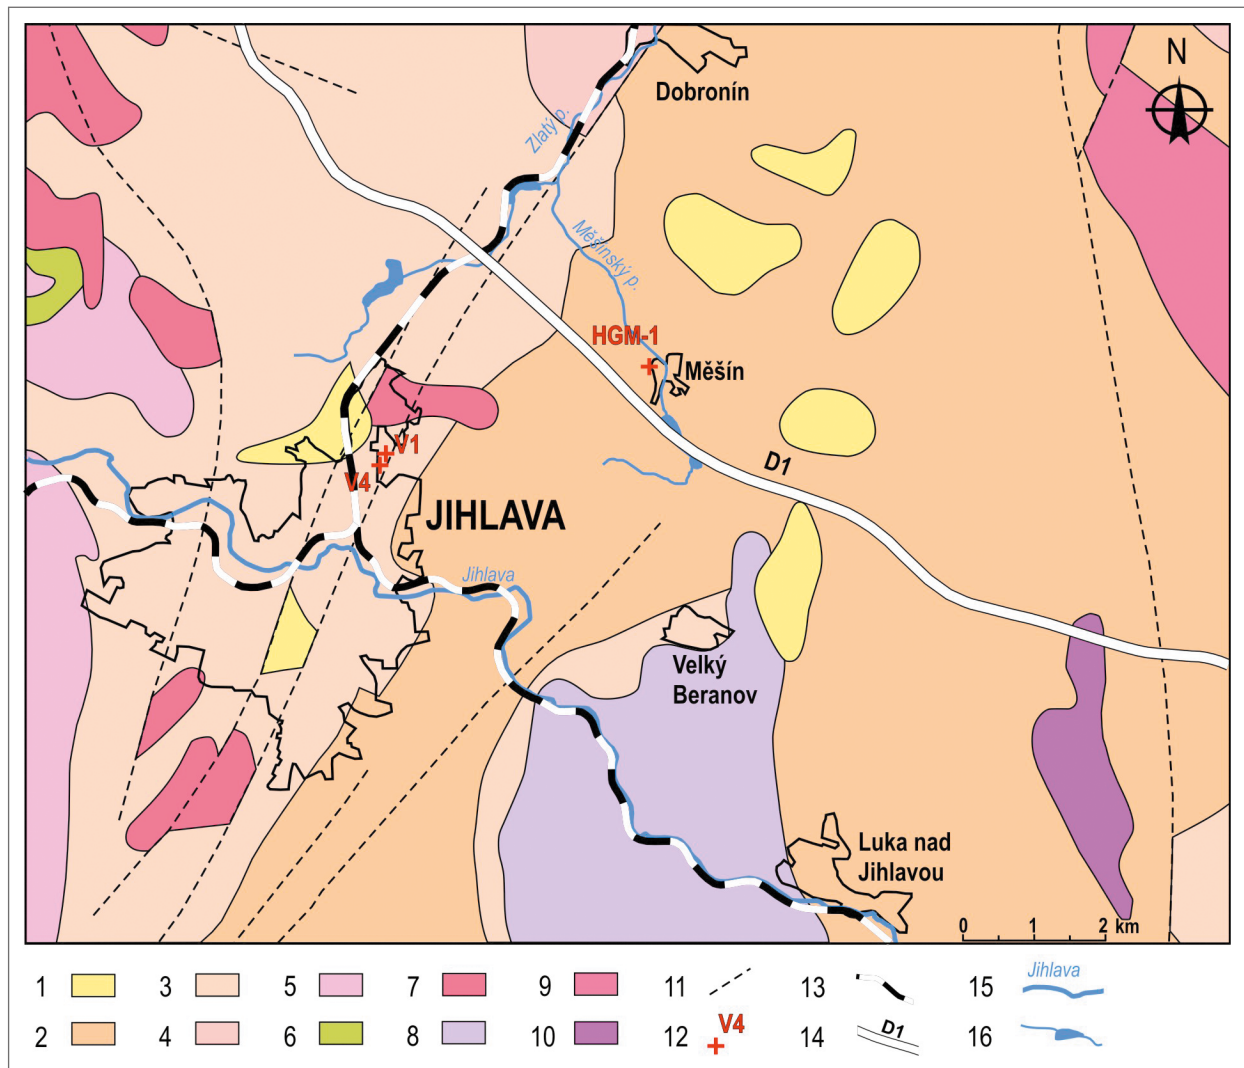 N
Dobronín
Zlatý p.
Měšínský p.
HGM-1
Měšín
V1
V4
D1
JIHLAVA
Jihlava
Velký
Beranov
Luka nad
Jihlavou
0 1 2 km
1 3 5 7 9 11 13 15 Jihlava
2 4 6 8 10 12 V4 14 D1 16